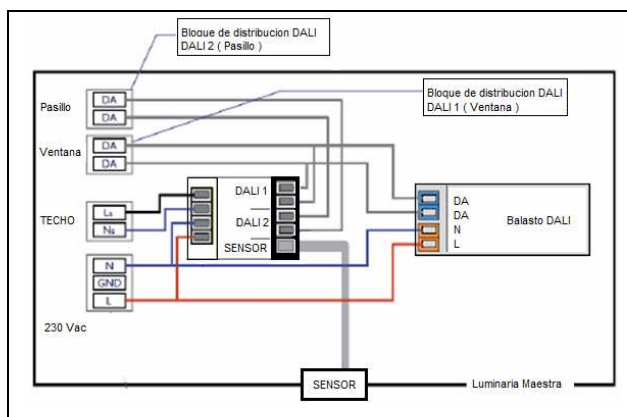 Bloque de distribucion DALI
DALI 2 ( Pasillo )
Bloque de distribucion DALI
DALI 1 ( Ventana )
Pasillo
DA
DA
Ventana
DA
DA
TECHO
Ls
Ns
N
GND
L
230 Vac
DALI 1
DALI 2
SENSOR
DA
DA
N
L
Balasto DALI
SENSOR
Luminaria Maestra